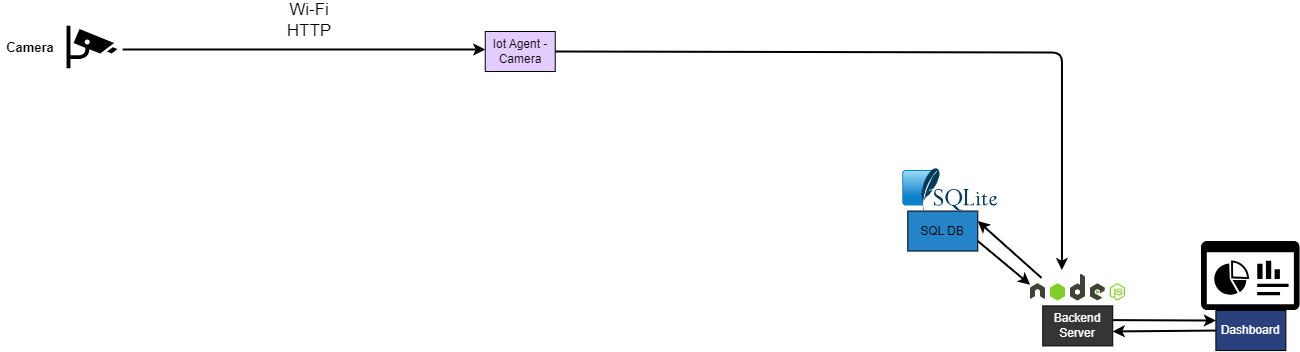 Wi-Fi
HTTP
Camera
Iot Agent -
Camera
SQLite
SQL DB
node
JS
Backend
Server
Dashboard